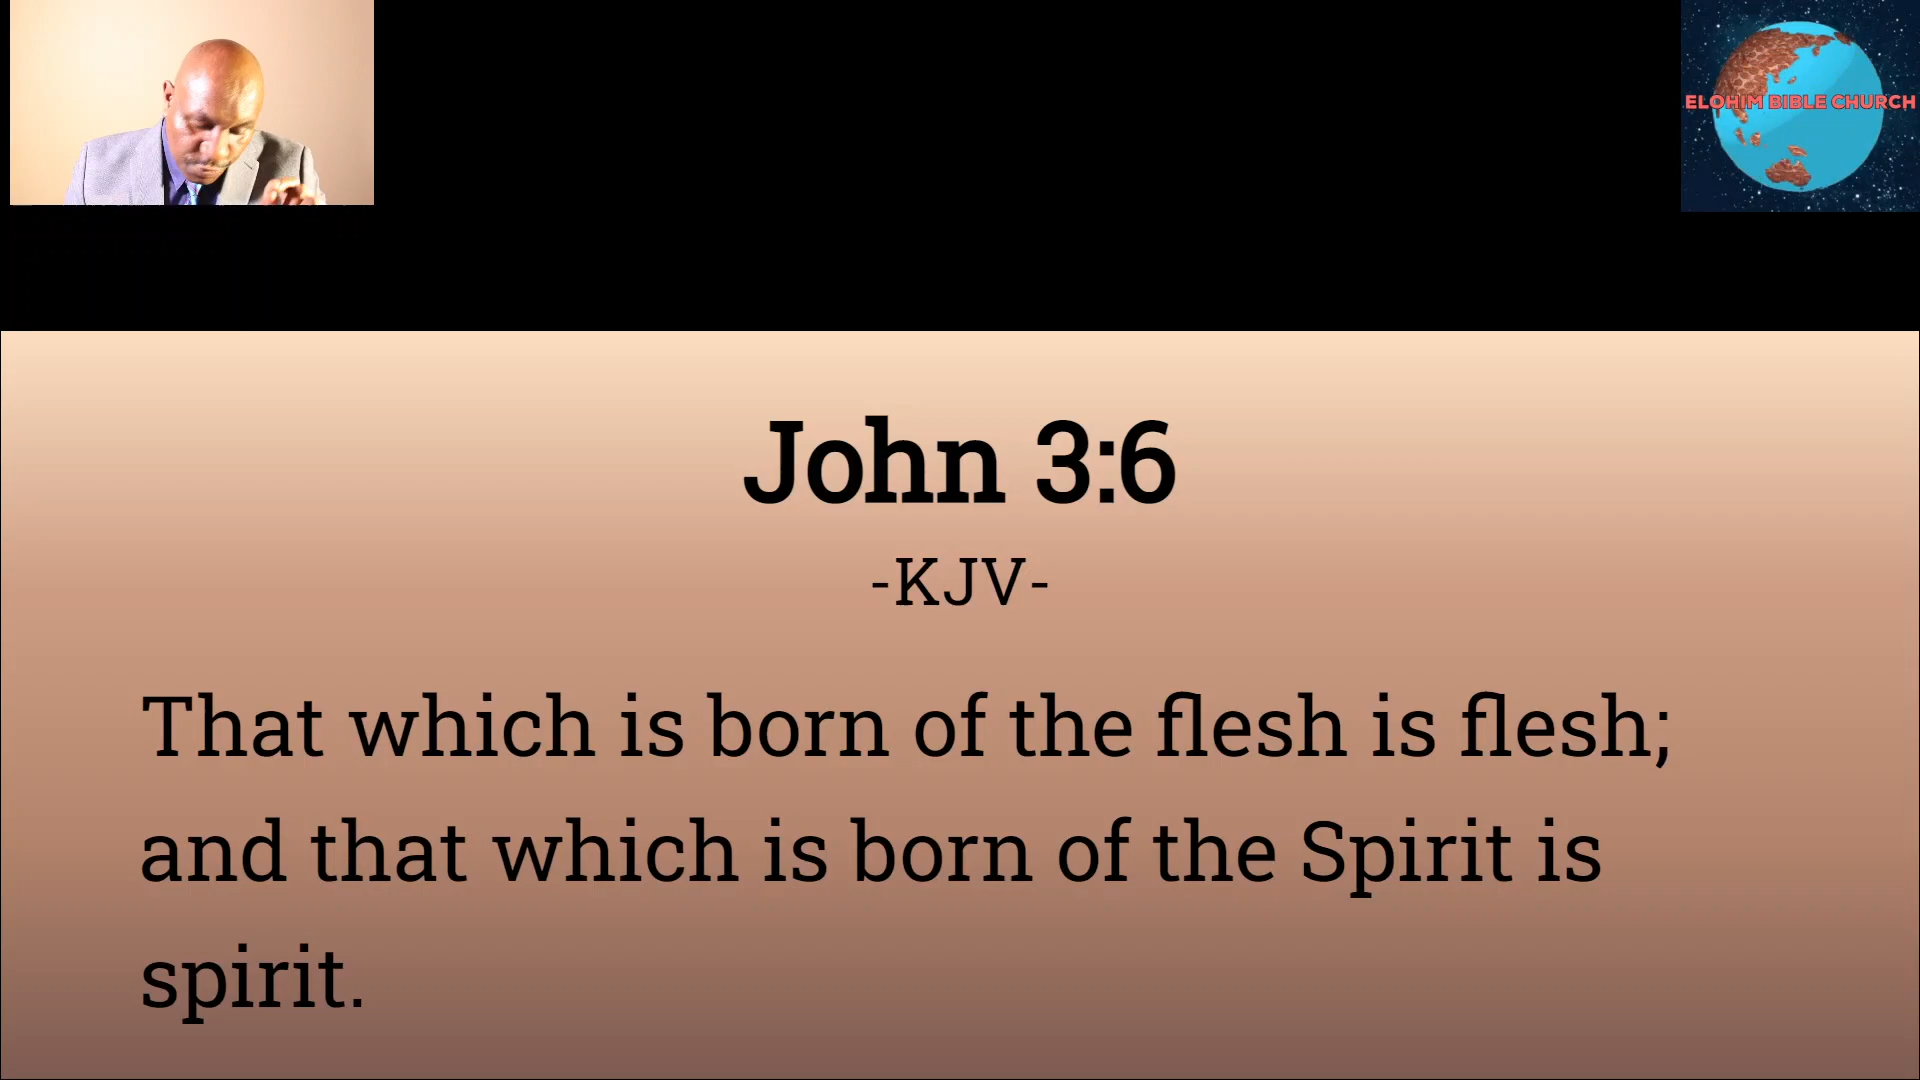 ELOHIM BIBLE CHURCH
John 3:6
-KJV-
That which is born of the flesh is flesh;
and that which is born of the Spirit is
spirit.